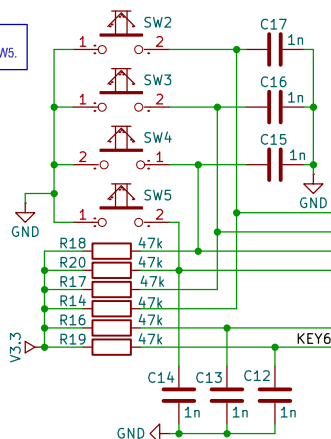 SW2
1 2
C17
1n
W5.
SW3
1 2
C16
1n
SW4
2 1
C15
1n
GND
SW5
1 2
GND
R18 47k
R20 47k
R17 47k
R14 47k
R16 47k
R19 47k
V3.3
KEY6
C14 C13 C12
1n 1n 1n
GND